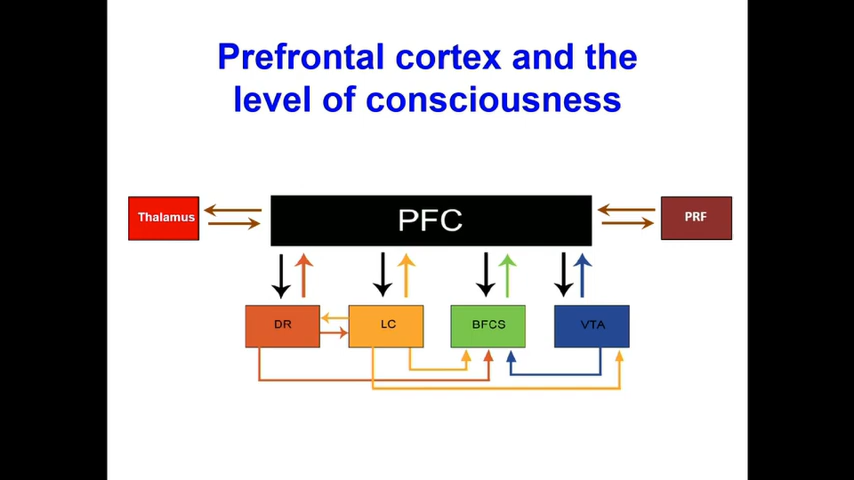 Prefrontal cortex and the
level of consciousness
Thalamus
PFC
PRF
DR
LC
BFCS
VTA